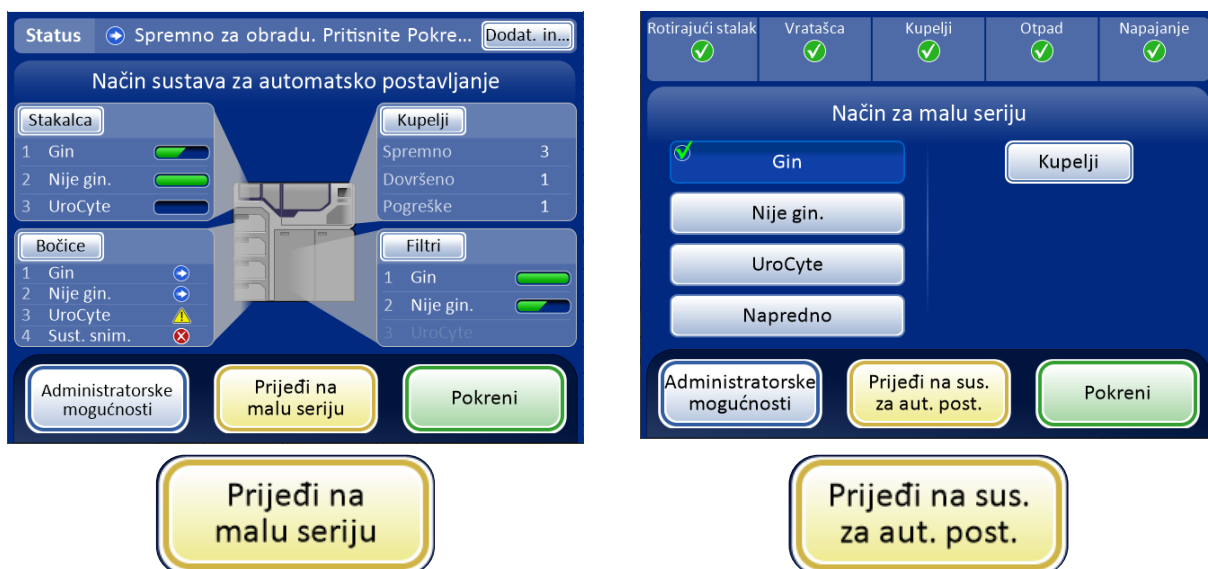 Status Spremno za obradu. Pritisnite Pokre... Dodat. in...
Način sustava za automatsko postavljanje
Stakalca
1 Gin
2 Nije gin.
3 UroCyte
Kupelji
Spremno 3
Dovršeno 1
Pogreške 1
Bočice
1 Gin
2 Nije gin.
3 UroCyte
4 Sust. snim.
Filtri
1 Gin
2 Nije gin.
3 UroCyte
Administratorske
mogućnosti
Prijeđi na
malu seriju
Pokreni
Prijeđi na
malu seriju
Rotirajući stalak Vratašca Kupelji Otpad Napajanje
Način za malu seriju
Gin
Nije gin.
UroCyte
Napredno
Kupelji
Administratorske
mogućnosti
Prijeđi na sus.
za aut. post.
Pokreni
Prijeđi na sus.
za aut. post.